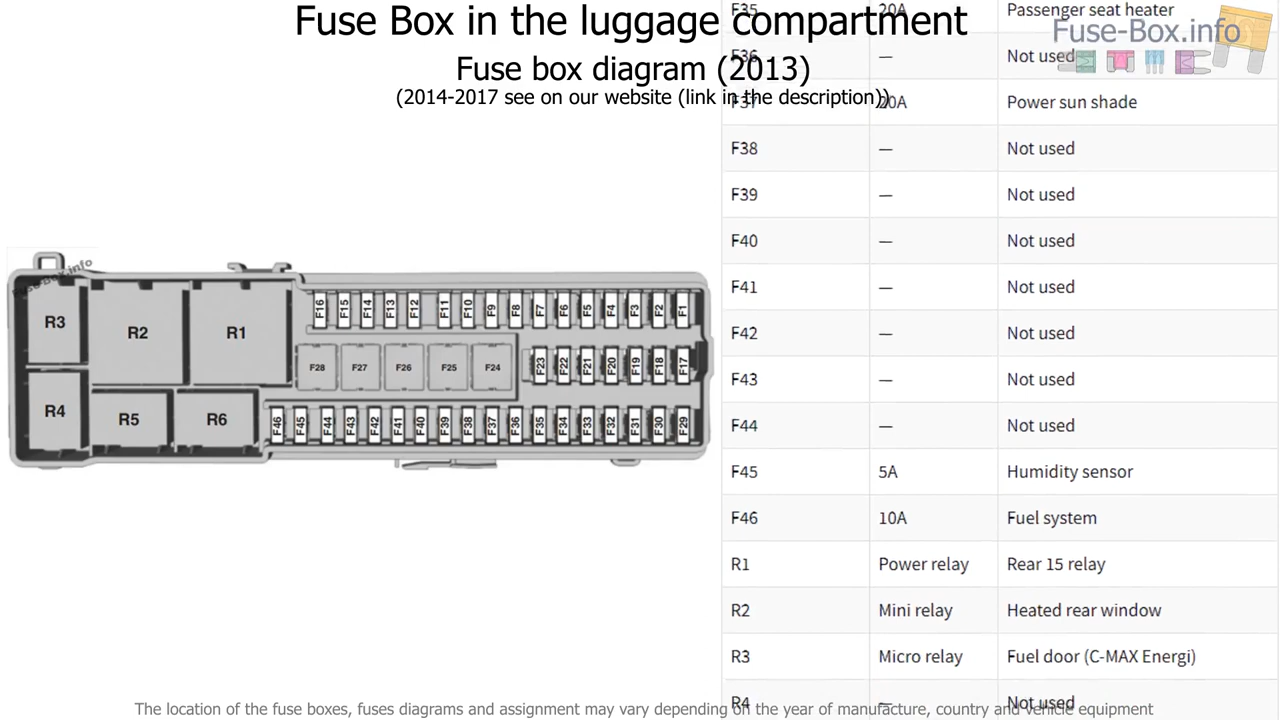 Fuse Box in the luggage compartment
Fuse box diagram (2013)
(2014-2017 see on our website (link in the description))
Fuse-Box.info
F35 20A Passenger seat heater
F36 — Not used
20A Power sun shade
F38 — Not used
F39 — Not used
F40 — Not used
F41 — Not used
F42 — Not used
F43 — Not used
F44 — Not used
F45 5A Humidity sensor
F46 10A Fuel system
R1 Power relay Rear 15 relay
R2 Mini relay Heated rear window
R3 Micro relay Fuel door (C-MAX Energi)
R4 — Not used
Fuse-Box.info
R3 R2 R1
F16 F15 F14 F13 F12 F11 F10 F9 F8 F7 F6 F5 F4 F3 F2 F1
F28 F27 F26 F25 F24 F23 F22 F21 F20 F19 F18 F17
R4 R5 R6
F46 F45 F44 F43 F42 F41 F40 F39 F38 F37 F36 F35 F34 F33 F32 F31 F30 F29
The location of the fuse boxes, fuses diagrams and assignment may vary depending on the year of manufacture, country and vehicle equipment